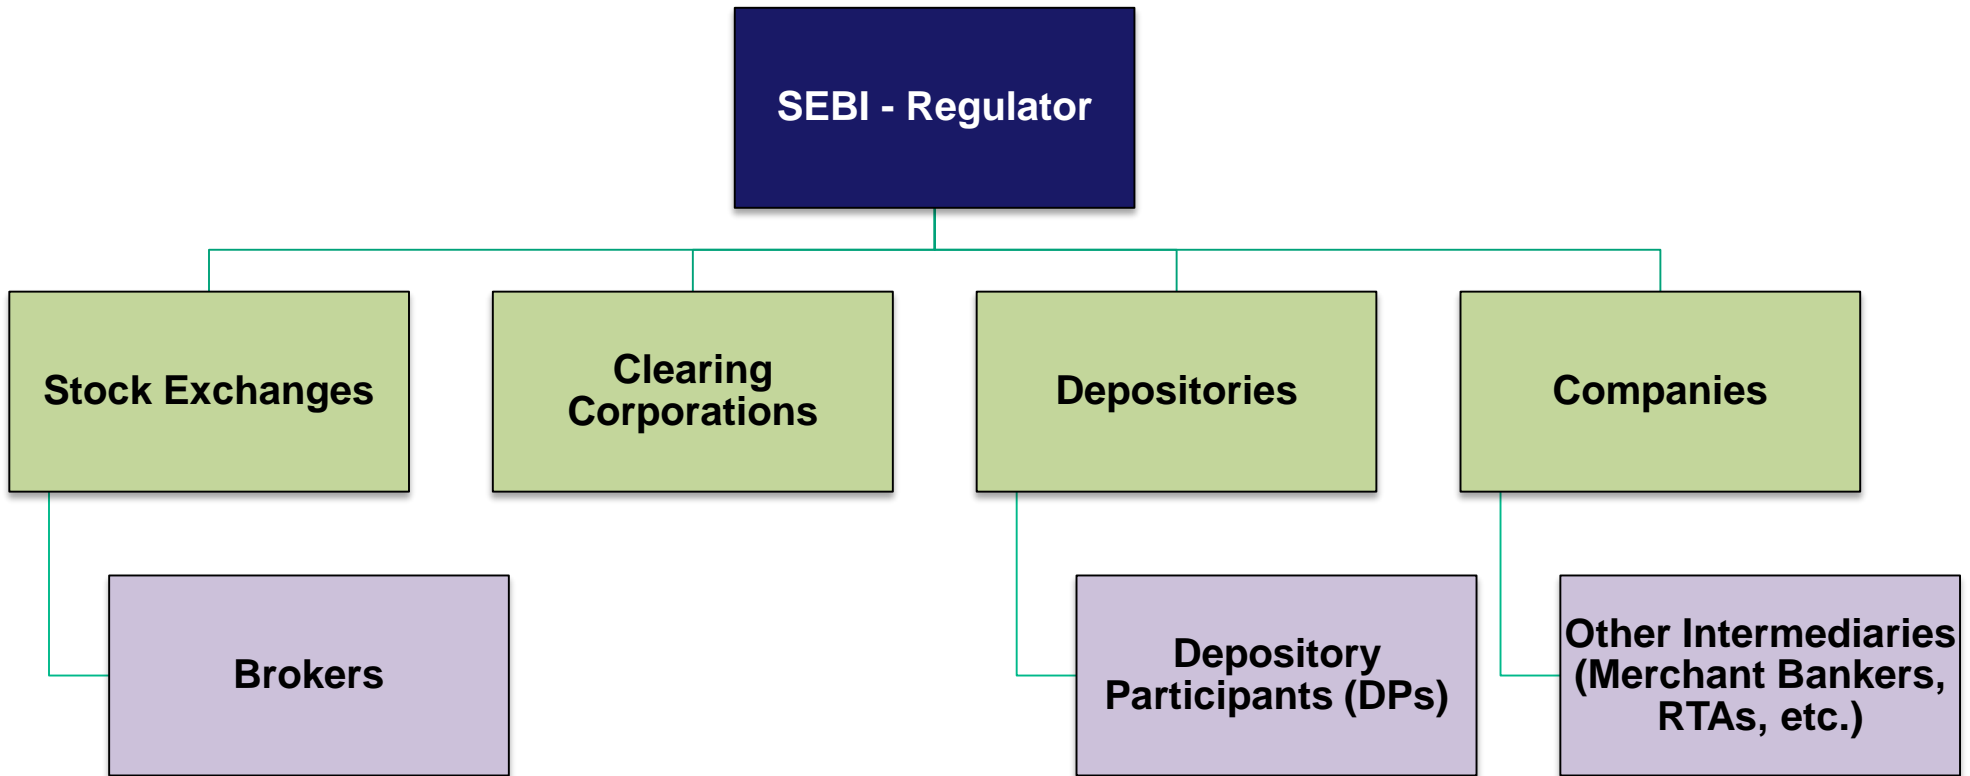 SEBI - Regulator
Stock Exchanges
Clearing
Corporations
Depositories
Companies
Brokers
Depository
Participants (DPs)
Other Intermediaries
(Merchant Bankers,
RTAs, etc.)